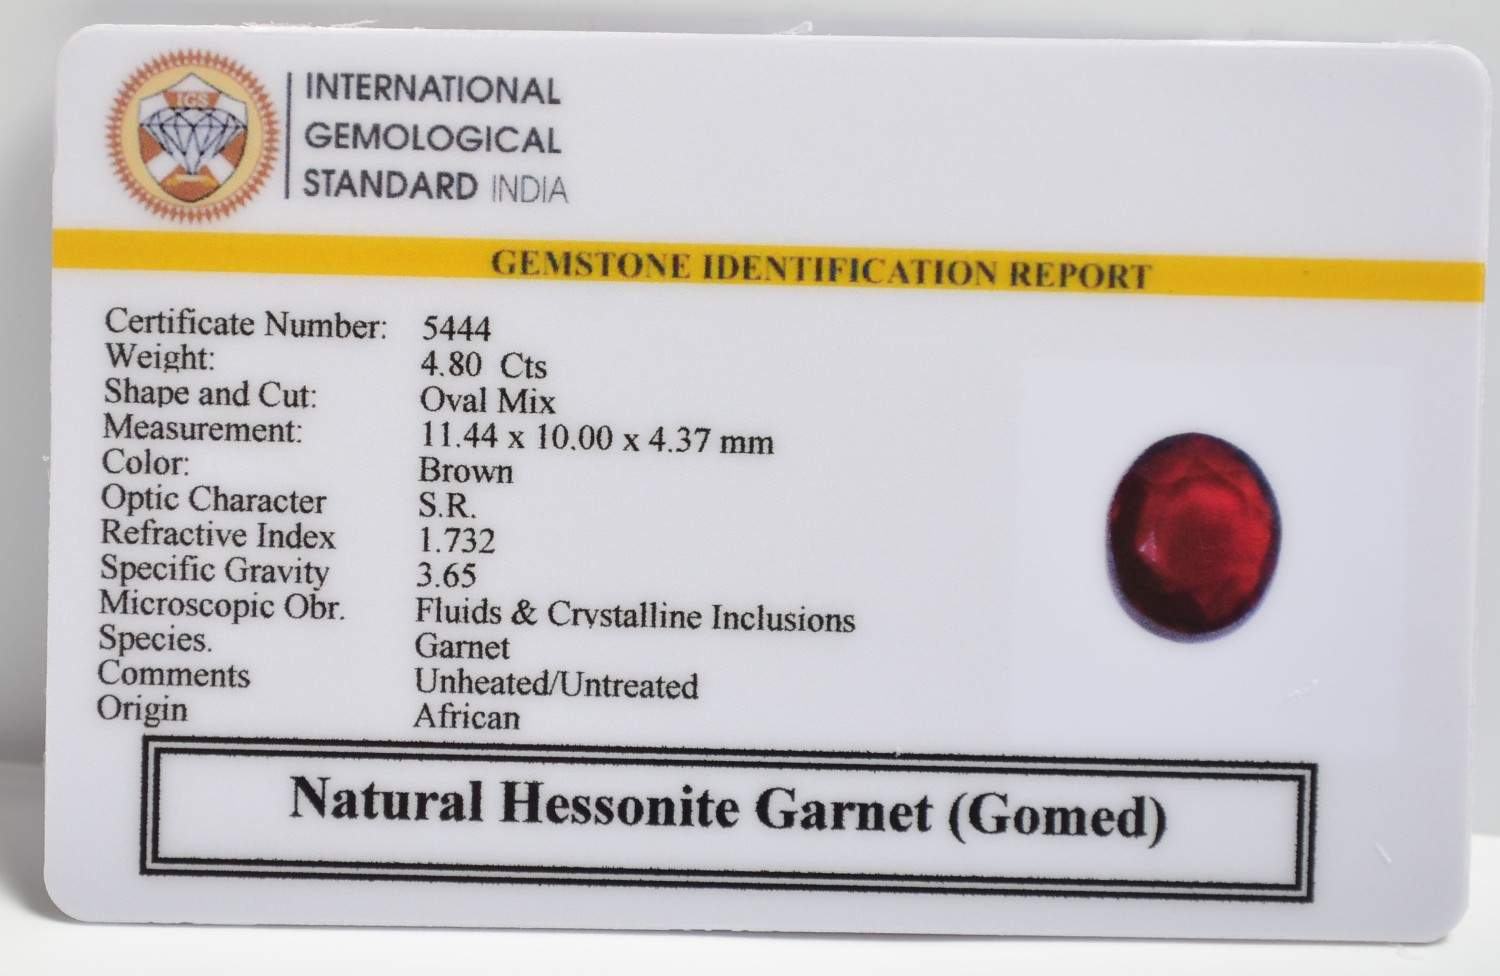 IGS
INTERNATIONAL
GEMOLOGICAL
STANDARD INDIA
GEMSTONE IDENTIFICATION REPORT
Certificate Number: 5444
Weight: 4.80 Cts
Shape and Cut: Oval Mix
Measurement: 11.44 x 10.00 x 4.37 mm
Color: Brown
Optic Character S.R.
Refractive Index 1.732
Specific Gravity 3.65
Microscopic Obr. Fluids & Crystalline Inclusions
Species. Garnet
Comments Unheated/Untreated
Origin African
Natural Hessonite Garnet (Gomed)